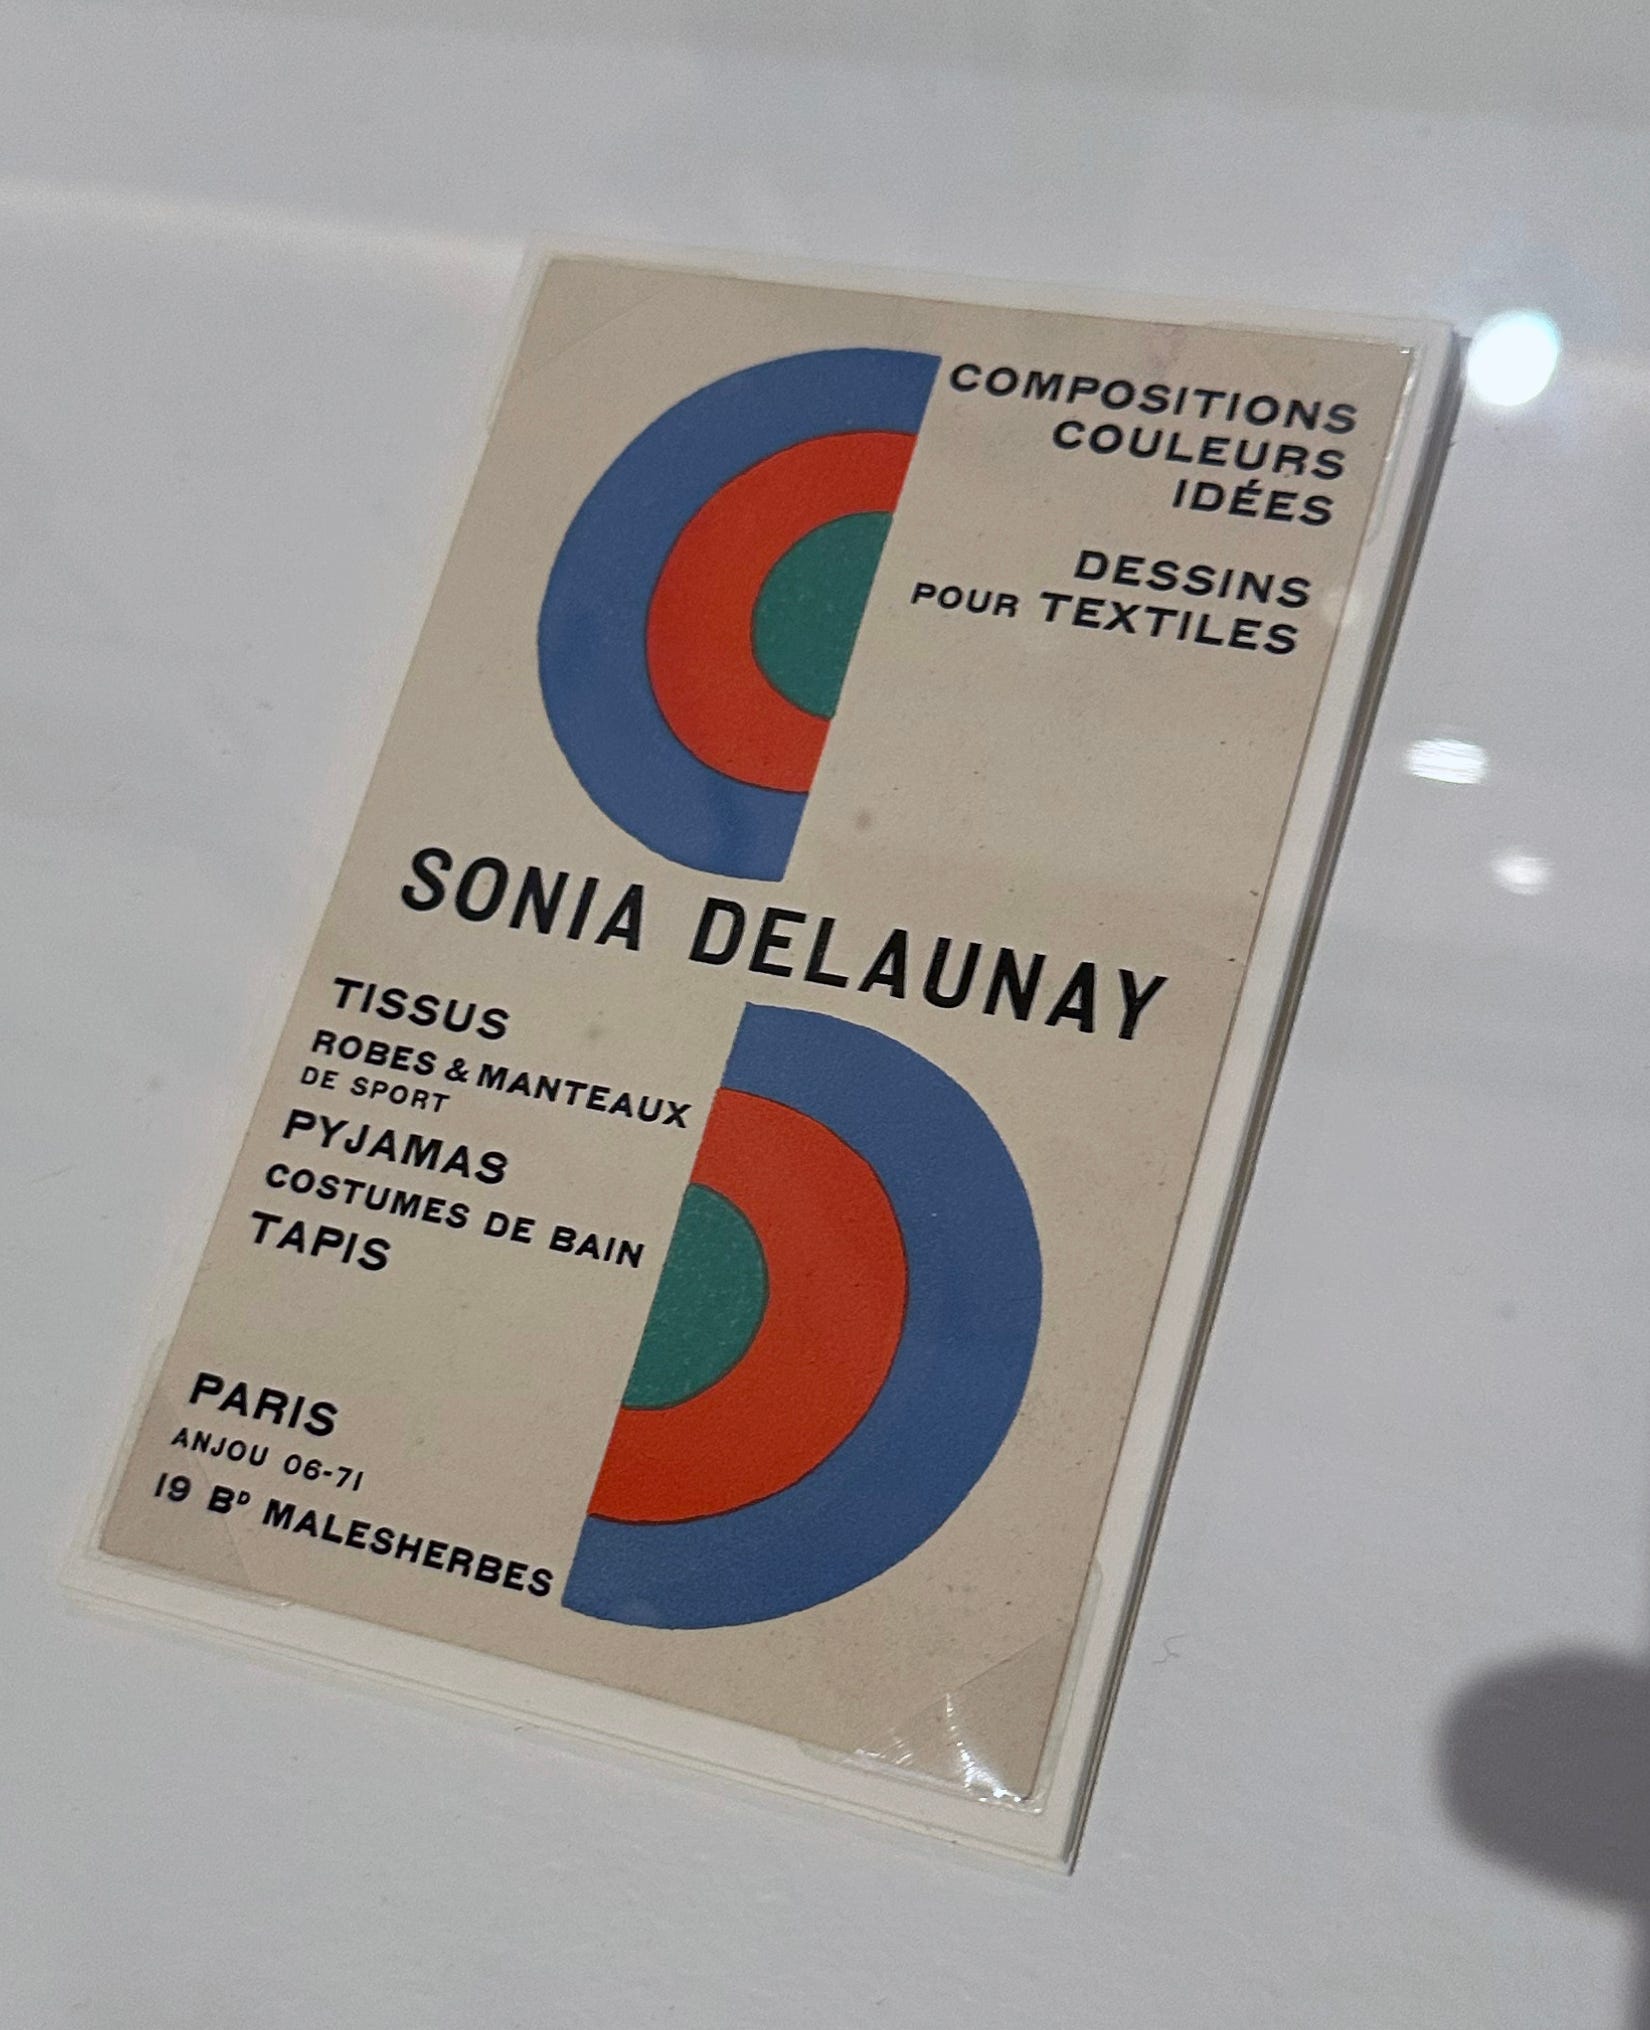 COMPOSITIONS
COULEURS
IDÉES
DESSINS
POUR TEXTILES
SONIA DELAUNAY
TISSUS
ROBES & MANTEAUX
DE SPORT
PYJAMAS
COSTUMES DE BAIN
TAPIS
PARIS
ANJOU 06-71
19 BD MALESHERBES